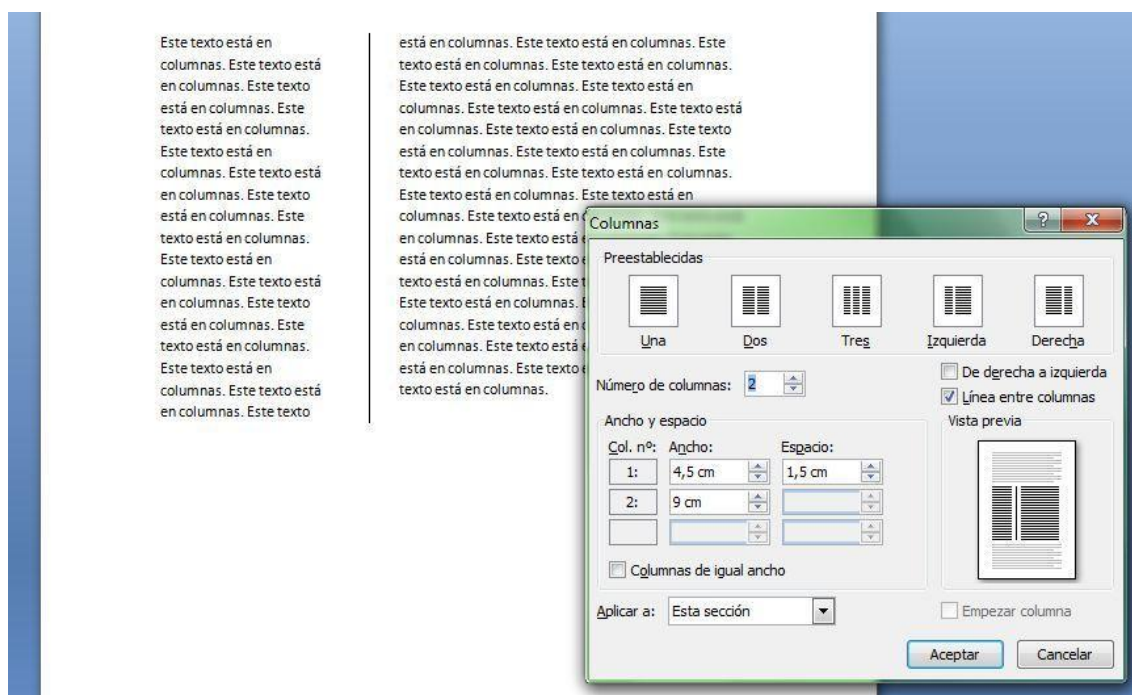 Este texto está en
columnas. Este texto está
en columnas. Este texto
está en columnas. Este
texto está en columnas.
Este texto está en
columnas. Este texto está
en columnas. Este texto
está en columnas. Este
texto está en columnas.
Este texto está en
columnas. Este texto está
en columnas. Este texto
está en columnas. Este
texto está en columnas.
Este texto está en
columnas. Este texto está
en columnas. Este texto
está en columnas. Este texto está en columnas. Este
texto está en columnas. Este texto está en columnas.
Este texto está en columnas. Este texto está en
columnas. Este texto está en columnas. Este texto está
en columnas. Este texto está en columnas. Este texto
está en columnas. Este texto está en columnas. Este
texto está en columnas. Este texto está en columnas.
Este texto está en columnas. Este texto está en
columnas. Este texto está en
en columnas. Este texto está
está en columnas. Este texto
texto está en columnas. Este
Este texto está en columnas.
columnas. Este texto está en
en columnas. Este texto está
está en columnas. Este texto
texto está en columnas.
Columnas
Preestablecidas
Una Dos Tres Izquierda Derecha
Número de columnas: 2
De derecha a izquierda
Línea entre columnas
Ancho y espacio
Col. nº: Ancho: Espacio:
1: 4,5 cm 1,5 cm
2: 9 cm
Columnas de igual ancho
Vista previa
Aplicar a: Esta sección
Empezar columna
Aceptar Cancelar